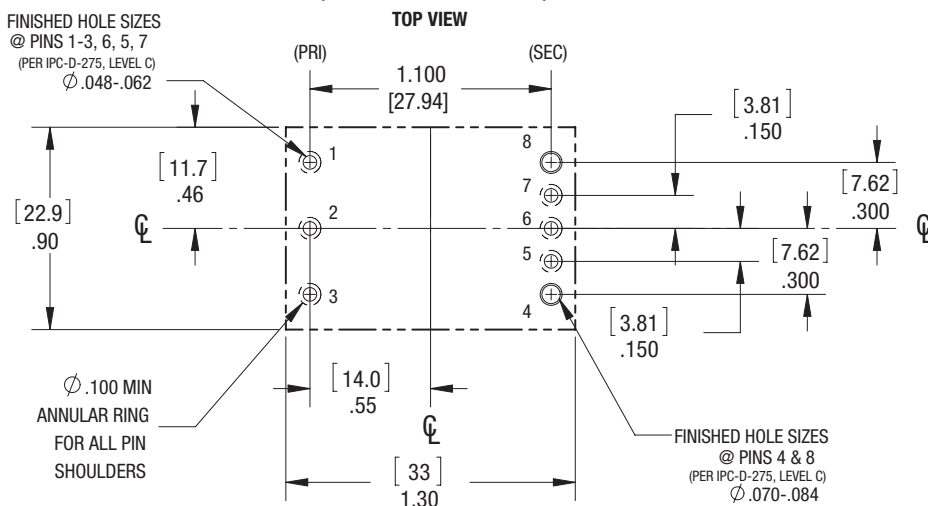 TOP VIEW
FINISHED HOLE SIZES
@ PINS 1-3, 6, 5, 7
(PER IPC-D-275, LEVEL C)
∅ .048-.062
(PRI)
(SEC)
1.100
[27.94]
[3.81]
.150
1
8
[11.7]
.46
7
[7.62]
.300
[22.9]
.90
℄
2
6
℄
[7.62]
.300
5
3
4
[3.81]
.150
∅ .100 MIN
ANNULAR RING
FOR ALL PIN
SHOULDERS
[14.0]
.55
℄
FINISHED HOLE SIZES
@ PINS 4 & 8
(PER IPC-D-275, LEVEL C)
∅ .070-.084
[33]
1.30